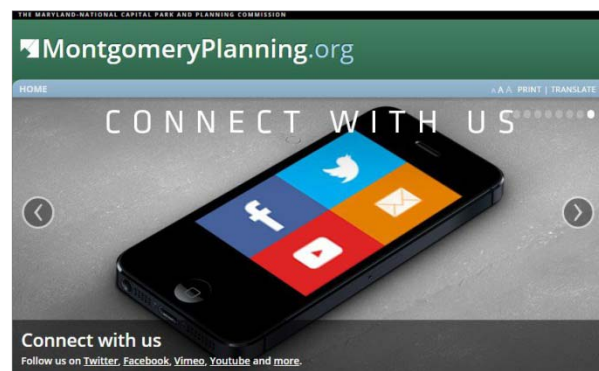 THE MARYLAND-NATIONAL CAPITAL PARK AND PLANNING COMMISSION
MontgomeryPlanning.org
HOME
A A A PRINT | TRANSLATE
CONNECT WITH US
Connect with us
Follow us on Twitter, Facebook, Vimeo, Youtube and more.